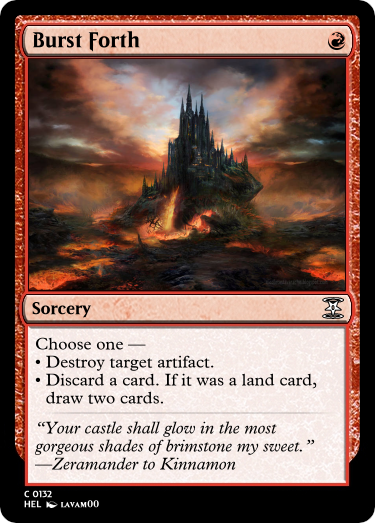 Burst Forth
Sorcery
Choose one —
• Destroy target artifact.
• Discard a card. If it was a land card,
draw two cards.
“Your castle shall glow in the most
gorgeous shades of brimstone my sweet.”
—Zeramander to Kinnamon
C 0132
HEL LAVAM00